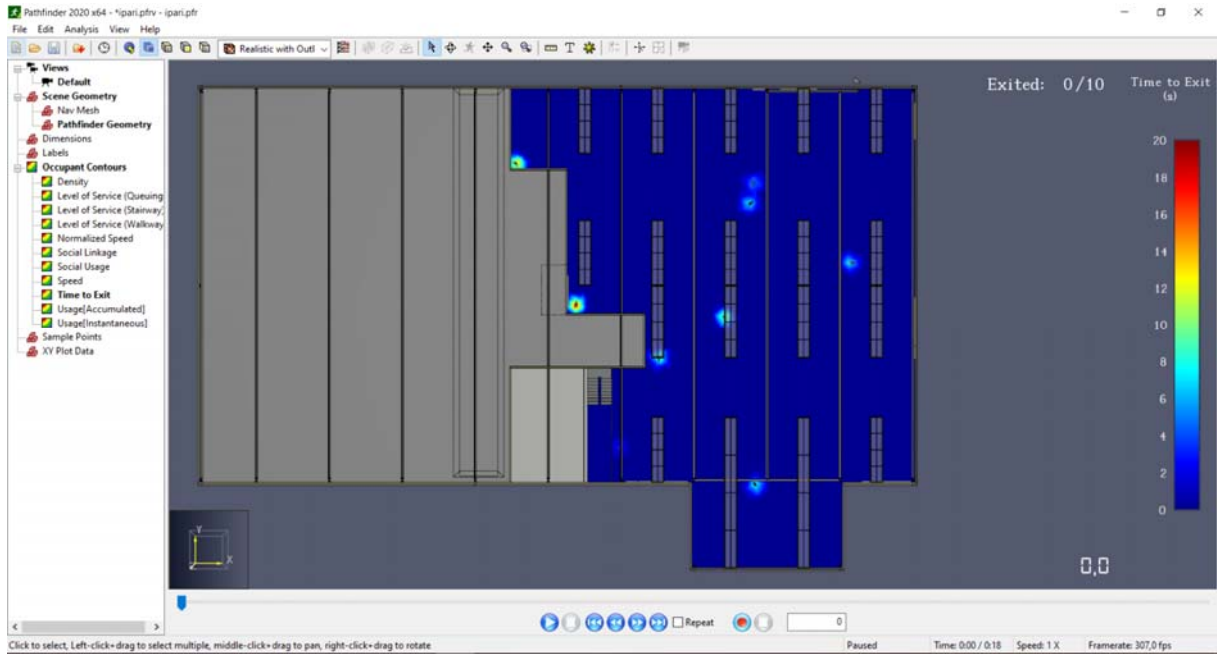 Pathfinder 2020 x64 - *ipari.pfrv - ipari.pfr
File Edit Analysis View Help
Realistic with Outl
Views
Default
Scene Geometry
Nav Mesh
Pathfinder Geometry
Dimensions
Labels
Occupant Contours
Density
Level of Service (Queuing
Level of Service (Stairway)
Level of Service (Walkway
Normalized Speed
Social Linkage
Social Usage
Speed
Time to Exit
Usage[Accumulated]
Usage[Instantaneous]
Sample Points
XY Plot Data
Exited: 0/10
Time to Exit
(s)
20
18
16
14
12
10
8
6
4
2
0
Y
X
0,0
Repeat
0
Click to select, Left-click+drag to select multiple, middle-click+drag to pan, right-click+drag to rotate
Paused
Time: 0:00 / 0:18
Speed: 1 X
Framerate: 307,0 fps